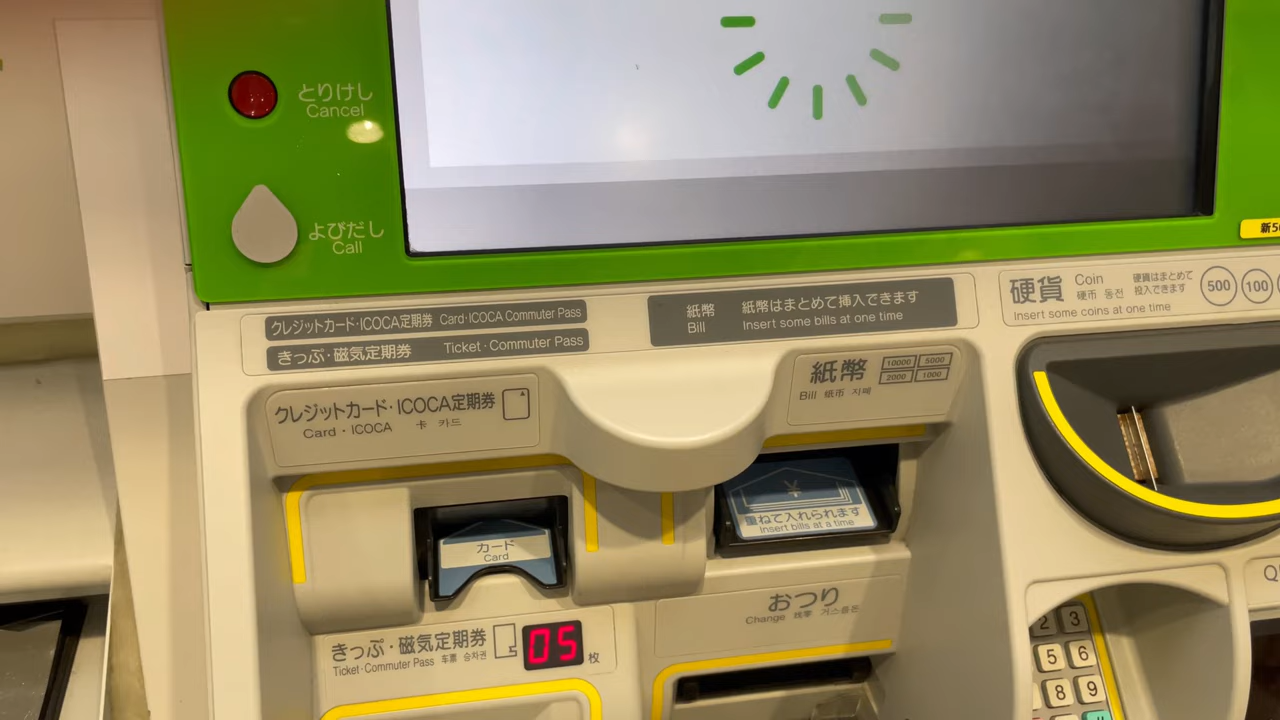 とりけし
Cancel
よびだし
Call
クレジットカード・ICOCA定期券 Card・ICOCA Commuter Pass
きっぷ・磁気定期券 Ticket・Commuter Pass
紙幣 紙幣はまとめて挿入できます
Bill Insert some bills at one time
硬貨 Coin 硬貨はまとめて
硬币 동전 投入できます
Insert some coins at one time
500 100
新50
クレジットカード・ICOCA定期券
Card・ICOCA 卡 카드
紙幣 10000 5000
2000 1000
Bill 纸币 지폐
カード
Card
¥
重ねて入れられます
Insert bills at a time
おつり
Change 找零 거스름돈
きっぷ・磁気定期券 05 枚
Ticket・Commuter Pass 车票 승차권
2 3
5 6
8 9